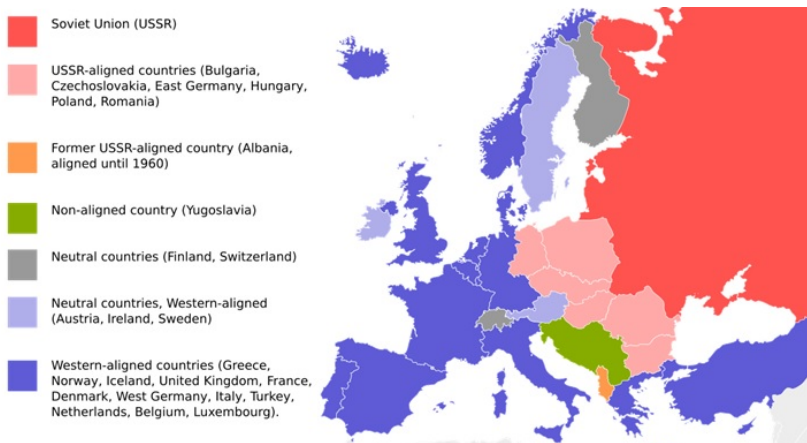 Soviet Union (USSR)
USSR-aligned countries (Bulgaria,
Czechoslovakia, East Germany, Hungary,
Poland, Romania)
Former USSR-aligned country (Albania,
aligned until 1960)
Non-aligned country (Yugoslavia)
Neutral countries (Finland, Switzerland)
Neutral countries, Western-aligned
(Austria, Ireland, Sweden)
Western-aligned countries (Greece,
Norway, Iceland, United Kingdom, France,
Denmark, West Germany, Italy, Turkey,
Netherlands, Belgium, Luxembourg).